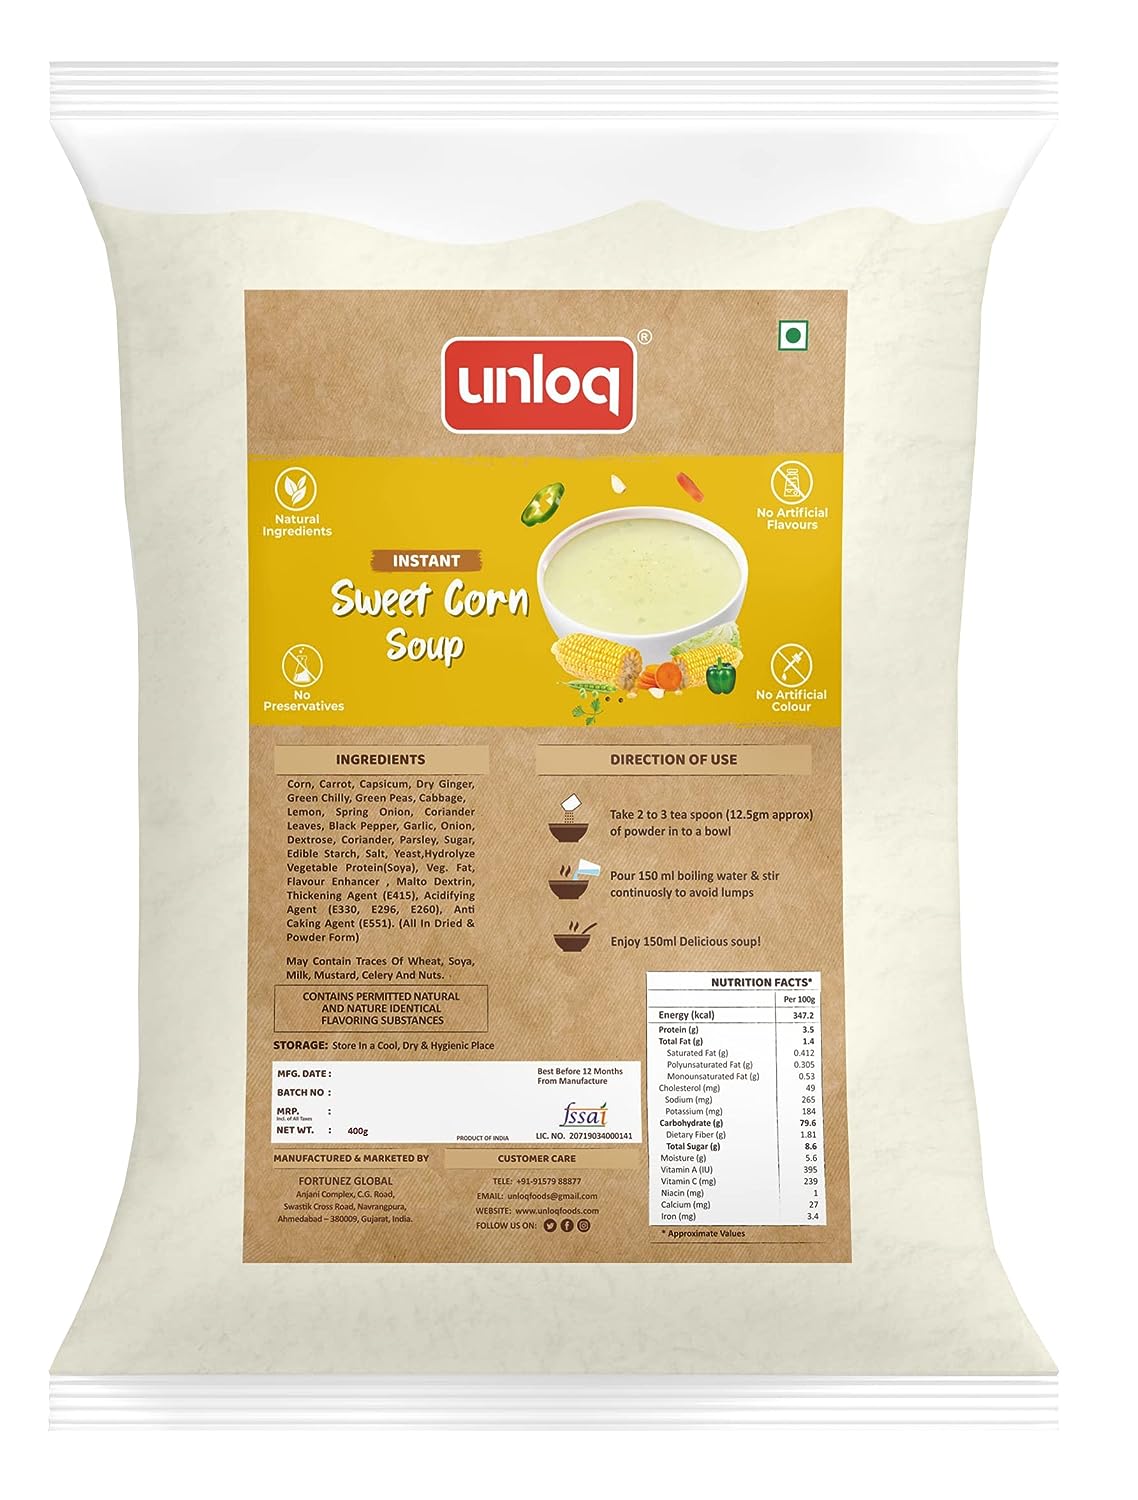 unloq
®
Natural
Ingredients
No Artificial
Flavours
INSTANT
Sweet Corn
Soup
No
Preservatives
No Artificial
Colour
INGREDIENTS
Corn, Carrot, Capsicum, Dry Ginger,
Green Chilly, Green Peas, Cabbage,
Lemon, Spring Onion, Coriander
Leaves, Black Pepper, Garlic, Onion,
Dextrose, Coriander, Parsley, Sugar,
Edible Starch, Salt, Yeast,Hydrolyze
Vegetable Protein(Soya), Veg. Fat,
Flavour Enhancer , Malto Dextrin,
Thickening Agent (E415), Acidifying
Agent (E330, E296, E260), Anti
Caking Agent (E551). (All In Dried &
Powder Form)
May Contain Traces Of Wheat, Soya,
Milk, Mustard, Celery And Nuts.
CONTAINS PERMITTED NATURAL
AND NATURE IDENTICAL
FLAVORING SUBSTANCES
STORAGE: Store In a Cool, Dry & Hygienic Place
DIRECTION OF USE
Take 2 to 3 tea spoon (12.5gm approx)
of powder in to a bowl
Pour 150 ml boiling water & stir
continuosly to avoid lumps
Enjoy 150ml Delicious soup!
MFG. DATE :
BATCH NO :
MRP. :
Incl. of All Taxes
NET WT. : 400g
Best Before 12 Months
From Manufacture
fssai
PRODUCT OF INDIA
LIC. NO. 20719034000141
MANUFACTURED & MARKETED BY
FORTUNEZ GLOBAL
Anjani Complex, C.G. Road,
Swastik Cross Road, Navrangpura,
Ahmedabad – 380009, Gujarat, India.
CUSTOMER CARE
TELE: +91-91579 88877
EMAIL: unloqfoods@gmail.com
WEBSITE: www.unloqfoods.com
FOLLOW US ON:
NUTRITION FACTS*
Per 100g
Energy (kcal) 347.2
Protein (g) 3.5
Total Fat (g) 1.4
Saturated Fat (g) 0.412
Polyunsaturated Fat (g) 0.305
Monounsaturated Fat (g) 0.53
Cholesterol (mg) 49
Sodium (mg) 265
Potassium (mg) 184
Carbohydrate (g) 79.6
Dietary Fiber (g) 1.81
Total Sugar (g) 8.6
Moisture (g) 5.6
Vitamin A (IU) 395
Vitamin C (mg) 239
Niacin (mg) 1
Calcium (mg) 27
Iron (mg) 3.4
* Approximate Values